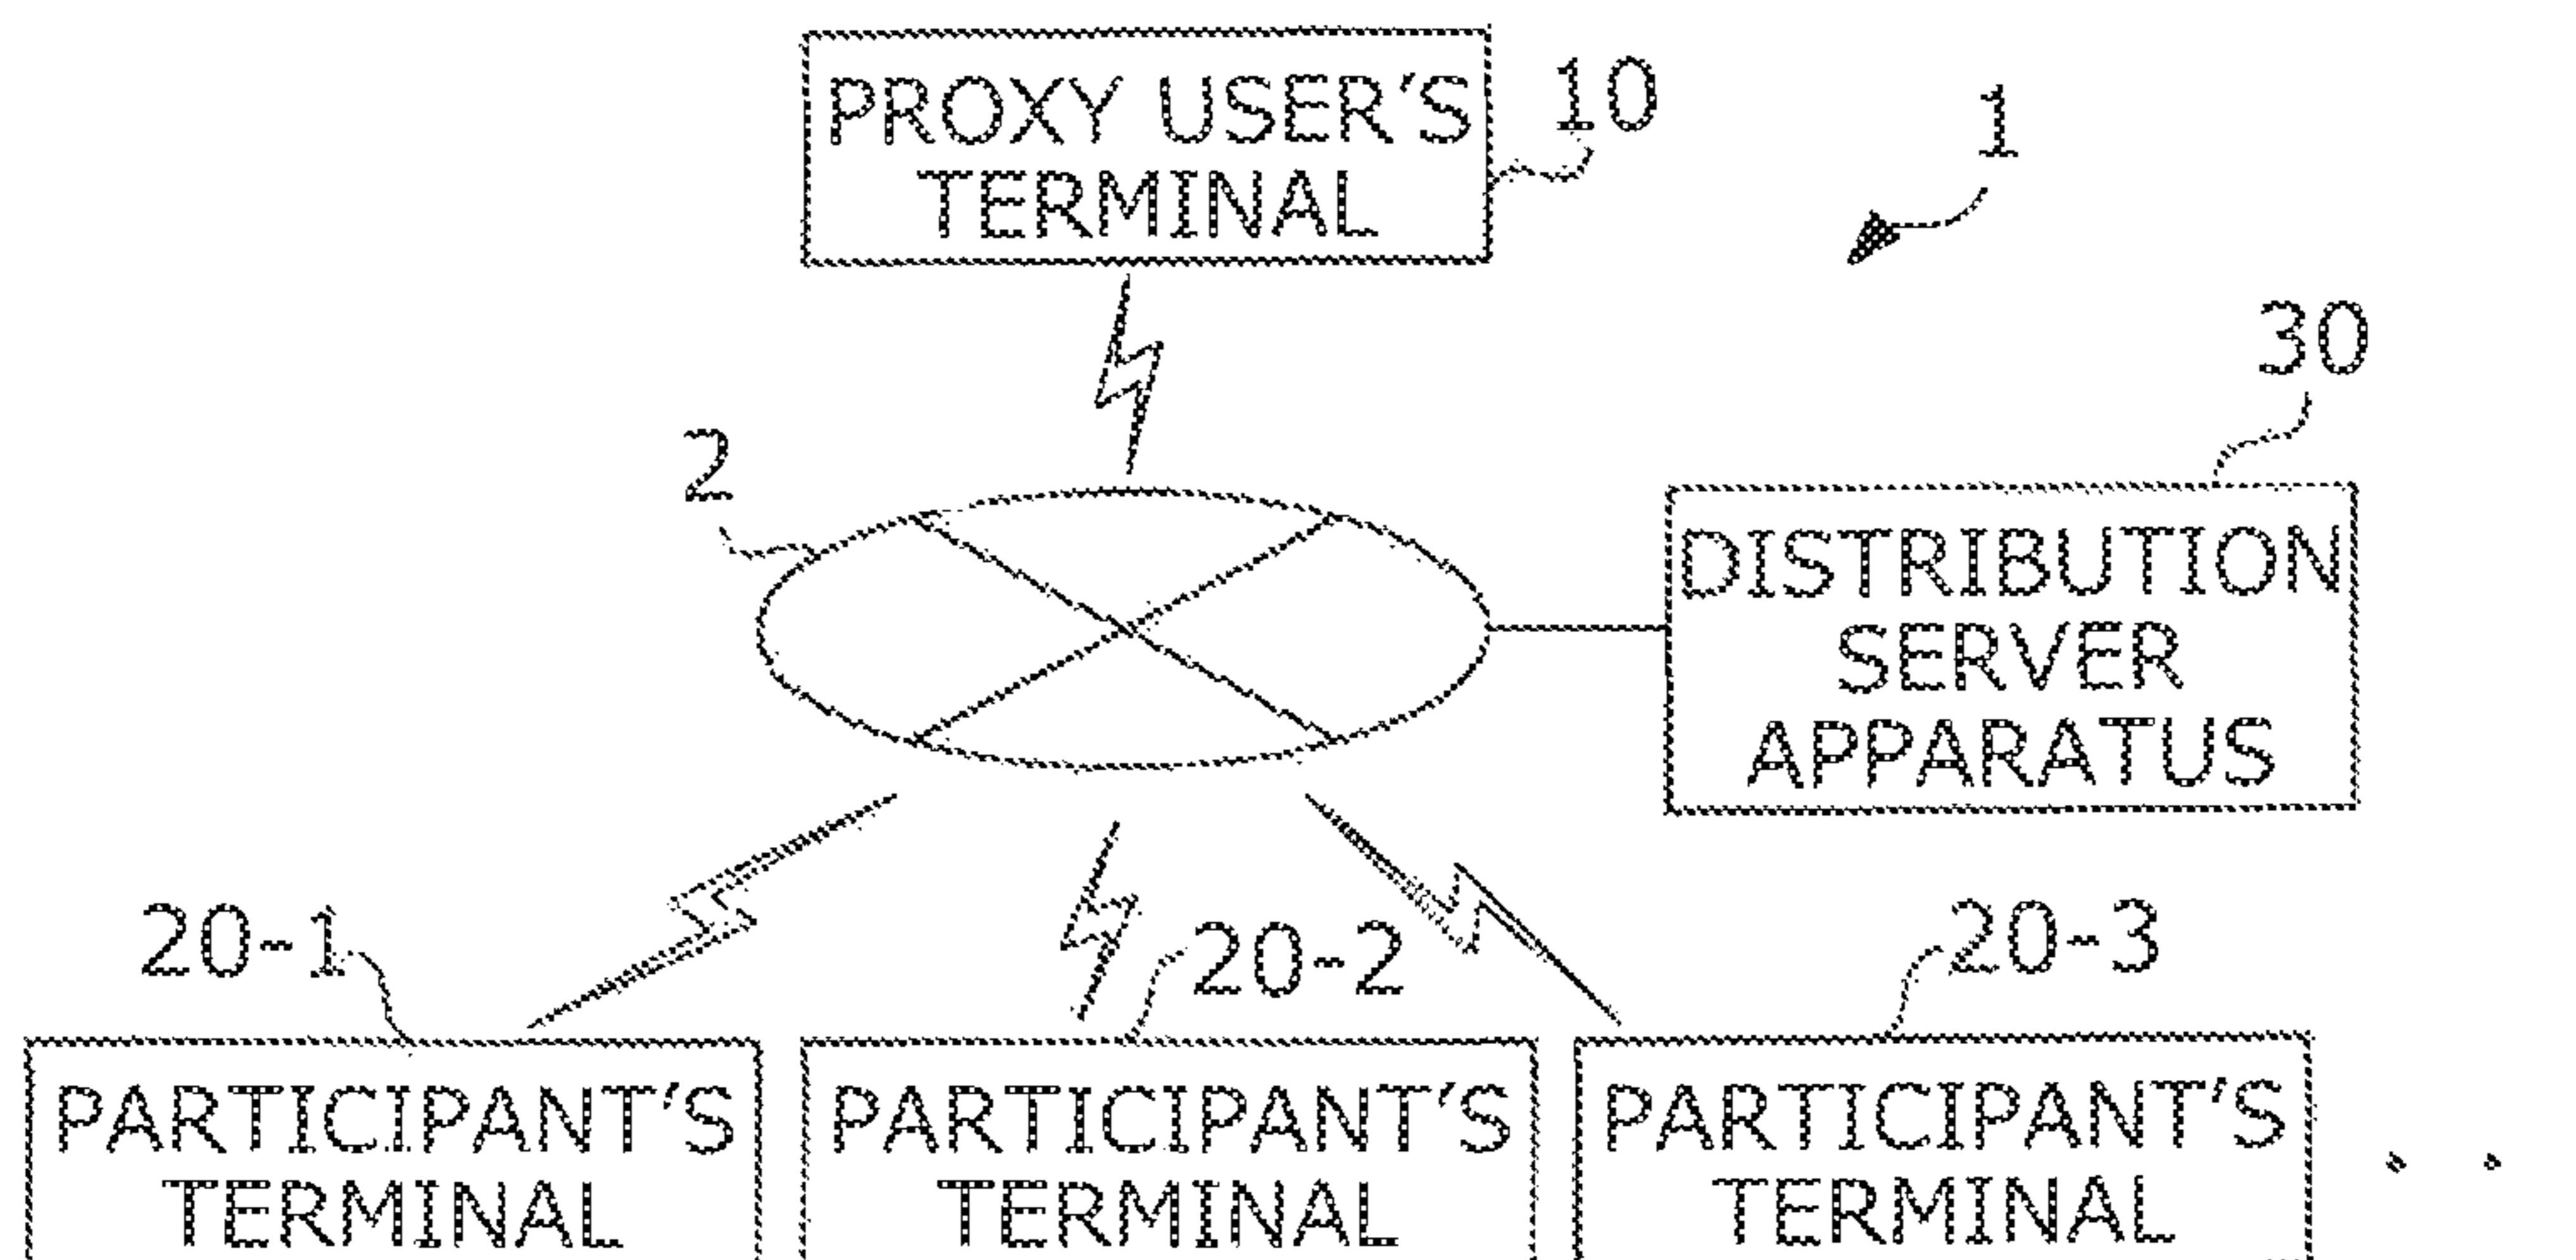 PROXY USER'S
TERMINAL
10
1
30
2
DISTRIBUTION
SERVER
APPARATUS
20-1
20-2
20-3
PARTICIPANT'S
TERMINAL
PARTICIPANT'S
TERMINAL
PARTICIPANT'S
TERMINAL